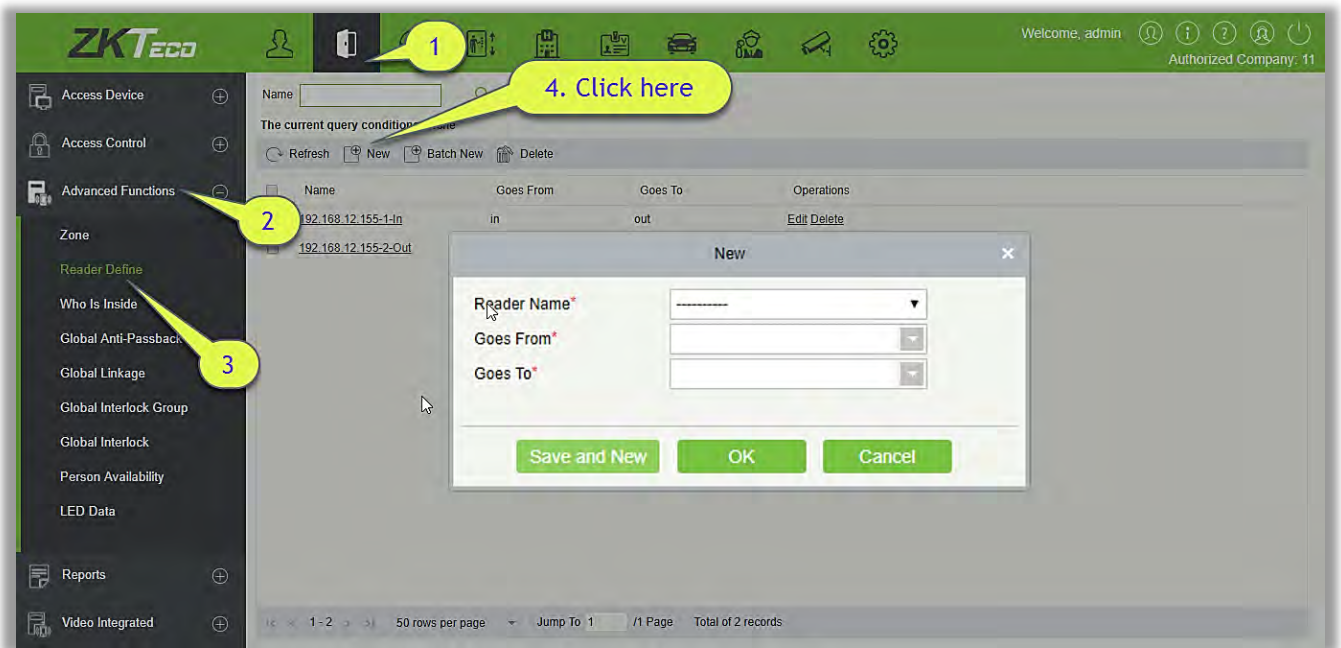 ZKTECO
Welcome, admin
Authorized Company: 11
1
4. Click here
2
3
Access Device
Access Control
Advanced Functions
Zone
Reader Define
Who Is Inside
Global Anti-Passback
Global Linkage
Global Interlock Group
Global Interlock
Person Availability
LED Data
Reports
Video Integrated
Name
The current query condition
Refresh New Batch New Delete
Name Goes From Goes To Operations
192.168.12.155-1-In in out Edit Delete
192.168.12.155-2-Out
New
Reader Name*
----------
Goes From*
Goes To*
Save and New OK Cancel
1 - 2 50 rows per page Jump To 1 /1 Page Total of 2 records